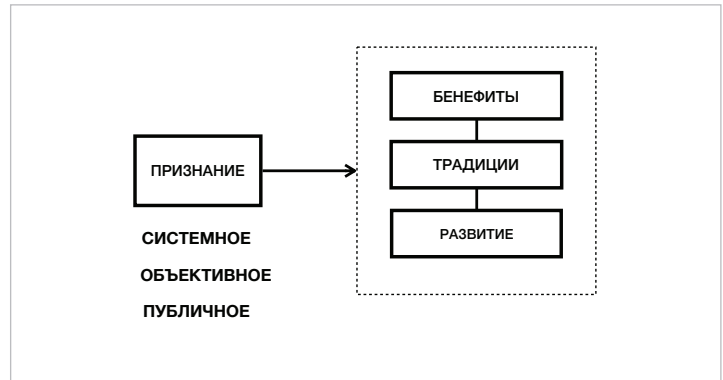 ПРИЗНАНИЕ
СИСТЕМНОЕ
ОБЪЕКТИВНОЕ
ПУБЛИЧНОЕ
БЕНЕФИТЫ
ТРАДИЦИИ
РАЗВИТИЕ